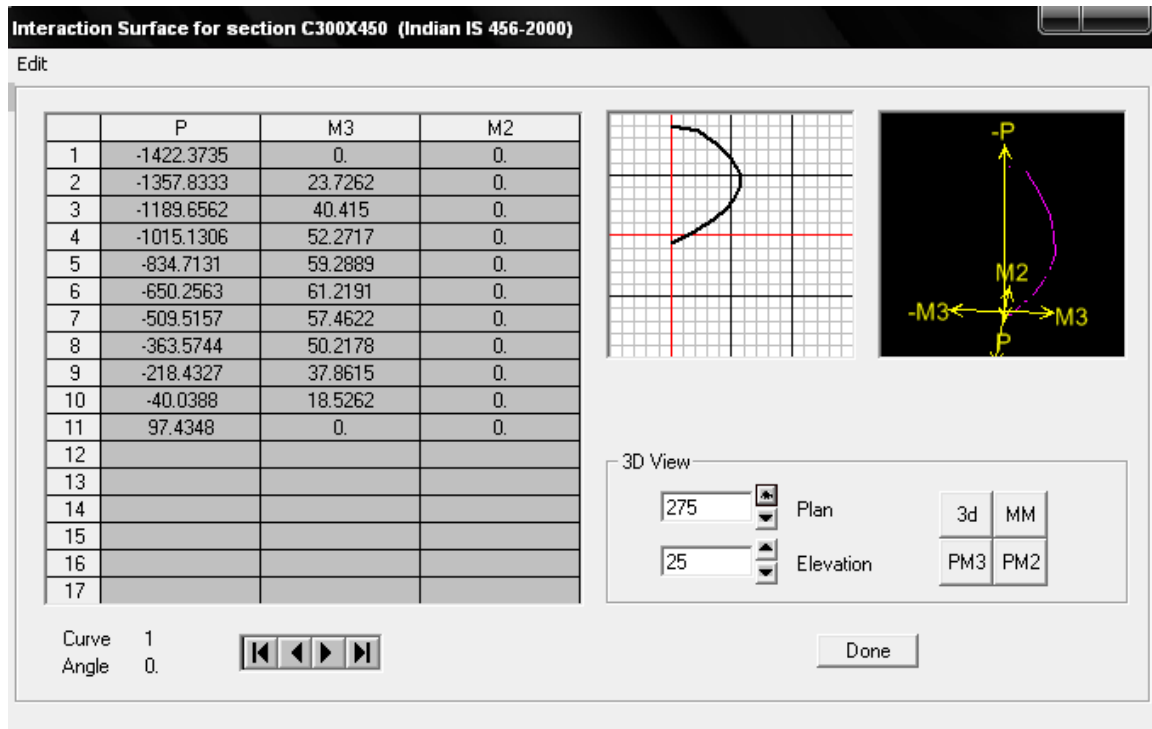 Interaction Surface for section C300X450 (Indian IS 456-2000)
Edit
P M3 M2
1 -1422.3735 0. 0.
2 -1357.8333 23.7262 0.
3 -1189.6562 40.415 0.
4 -1015.1306 52.2717 0.
5 -834.7131 59.2889 0.
6 -650.2563 61.2191 0.
7 -509.5157 57.4622 0.
8 -363.5744 50.2178 0.
9 -218.4327 37.8615 0.
10 -40.0388 18.5262 0.
11 97.4348 0. 0.
12
13
14
15
16
17
-P
M2
-M3 M3
P
3D View
275 Plan
25 Elevation
3d MM
PM3 PM2
Curve 1
Angle 0.
Done